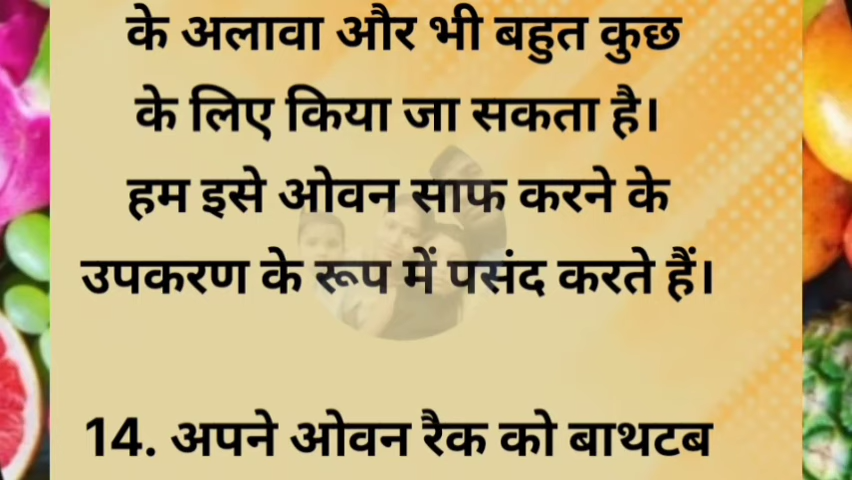 के अलावा और भी बहुत कुछ
के लिए किया जा सकता है।
हम इसे ओवन साफ करने के
उपकरण के रूप में पसंद करते हैं।
14. अपने ओवन रैक को बाथटब